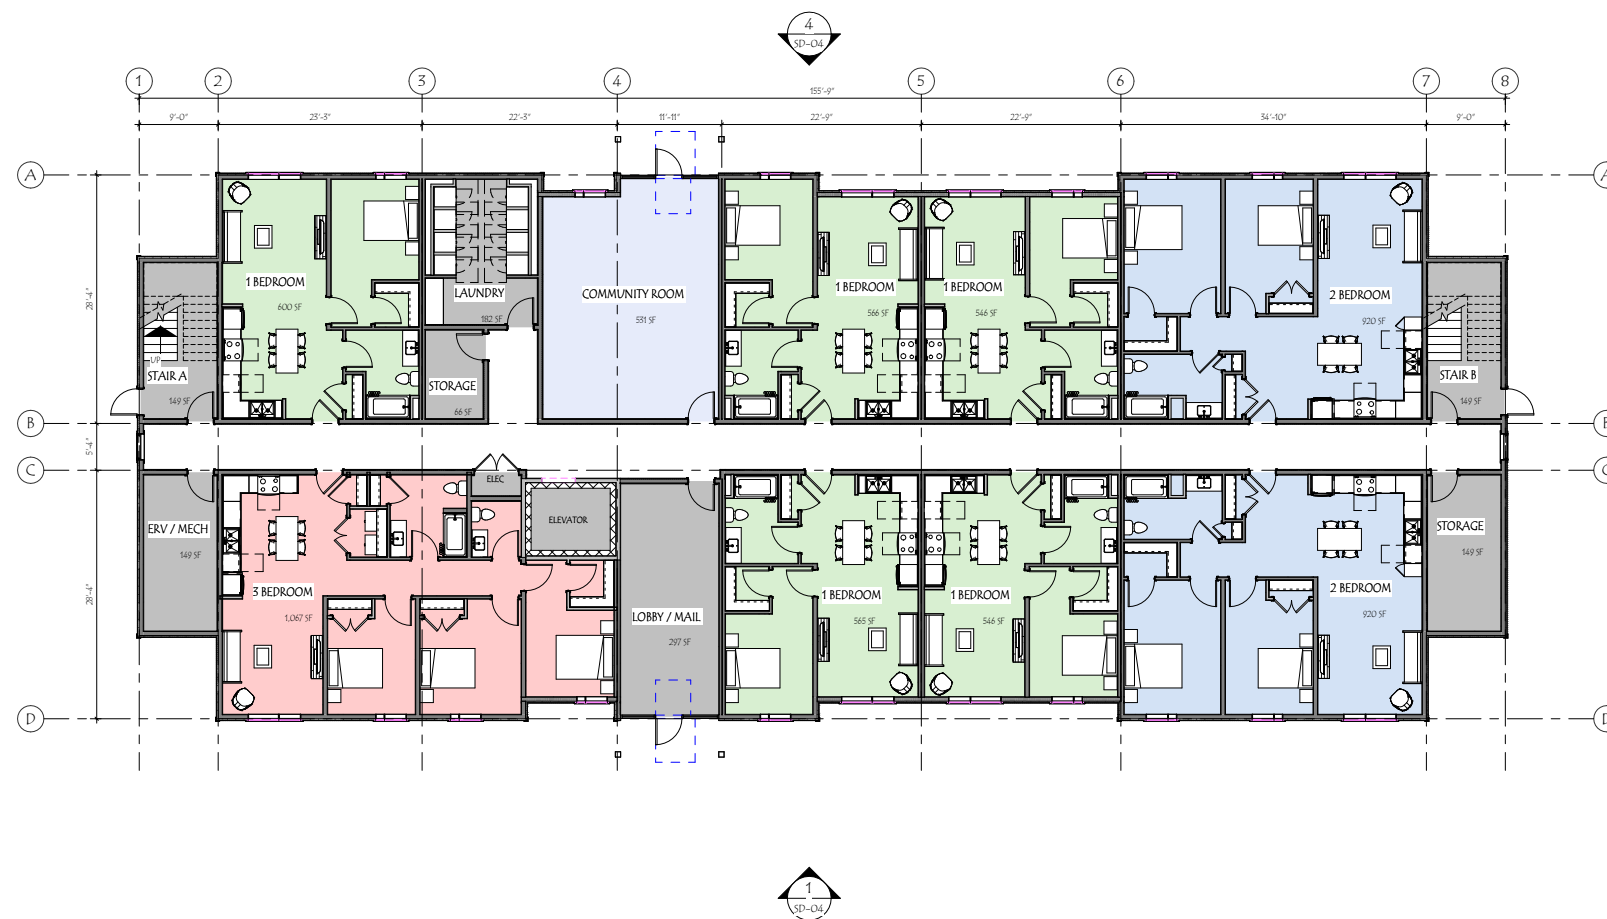 4
SD-04
1 2 3 4 5 6 7 8
155'-9"
9'-0" 23'-3" 22'-3" 11'-11" 22'-9" 22'-9" 34'-10" 9'-0"
A A
28'-4"
1 BEDROOM
600 SF
LAUNDRY
182 SF
COMMUNITY ROOM
531 SF
1 BEDROOM
566 SF
1 BEDROOM
546 SF
2 BEDROOM
920 SF
UP
STAIR A
149 SF
STORAGE
66 SF
STAIR B
149 SF
B B
5'-4"
C C
ELEC
ELEVATOR
ERV / MECH
149 SF
STORAGE
149 SF
28'-4"
3 BEDROOM
1,067 SF
LOBBY / MAIL
297 SF
1 BEDROOM
565 SF
1 BEDROOM
546 SF
2 BEDROOM
920 SF
D D
1
SD-04